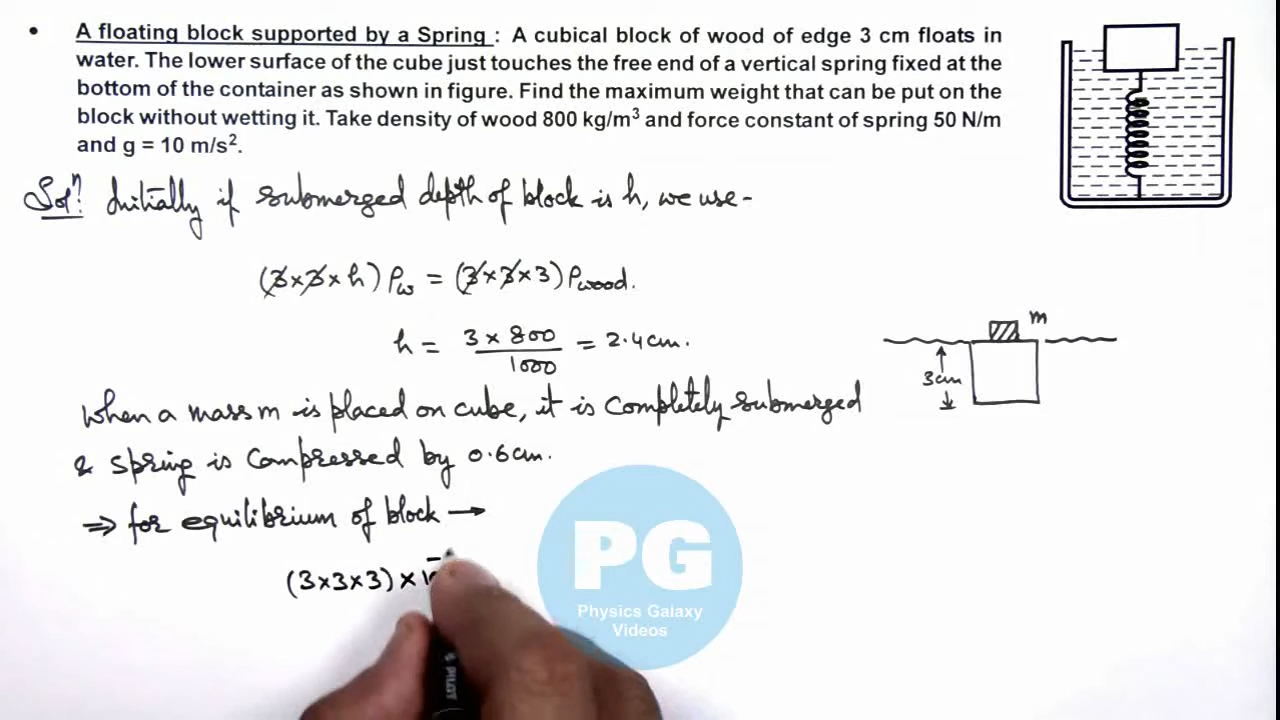 • A floating block supported by a Spring : A cubical block of wood of edge 3 cm floats in
water. The lower surface of the cube just touches the free end of a vertical spring fixed at the
bottom of the container as shown in figure. Find the maximum weight that can be put on the
block without wetting it. Take density of wood 800 kg/m³ and force constant of spring 50 N/m
and g = 10 m/s².
Solⁿ: Initially if submerged depth of block is h, we use -
(3×3×h) ρw = (3×3×3) ρwood.
h = 3 × 800 / 1000 = 2.4 cm.
m
3 cm
When a mass m is placed on cube, it is completely submerged
& spring is compressed by 0.6 cm.
⇒ for equilibrium of block →
(3×3×3) ×
PG
Physics Galaxy
Videos
PILOT